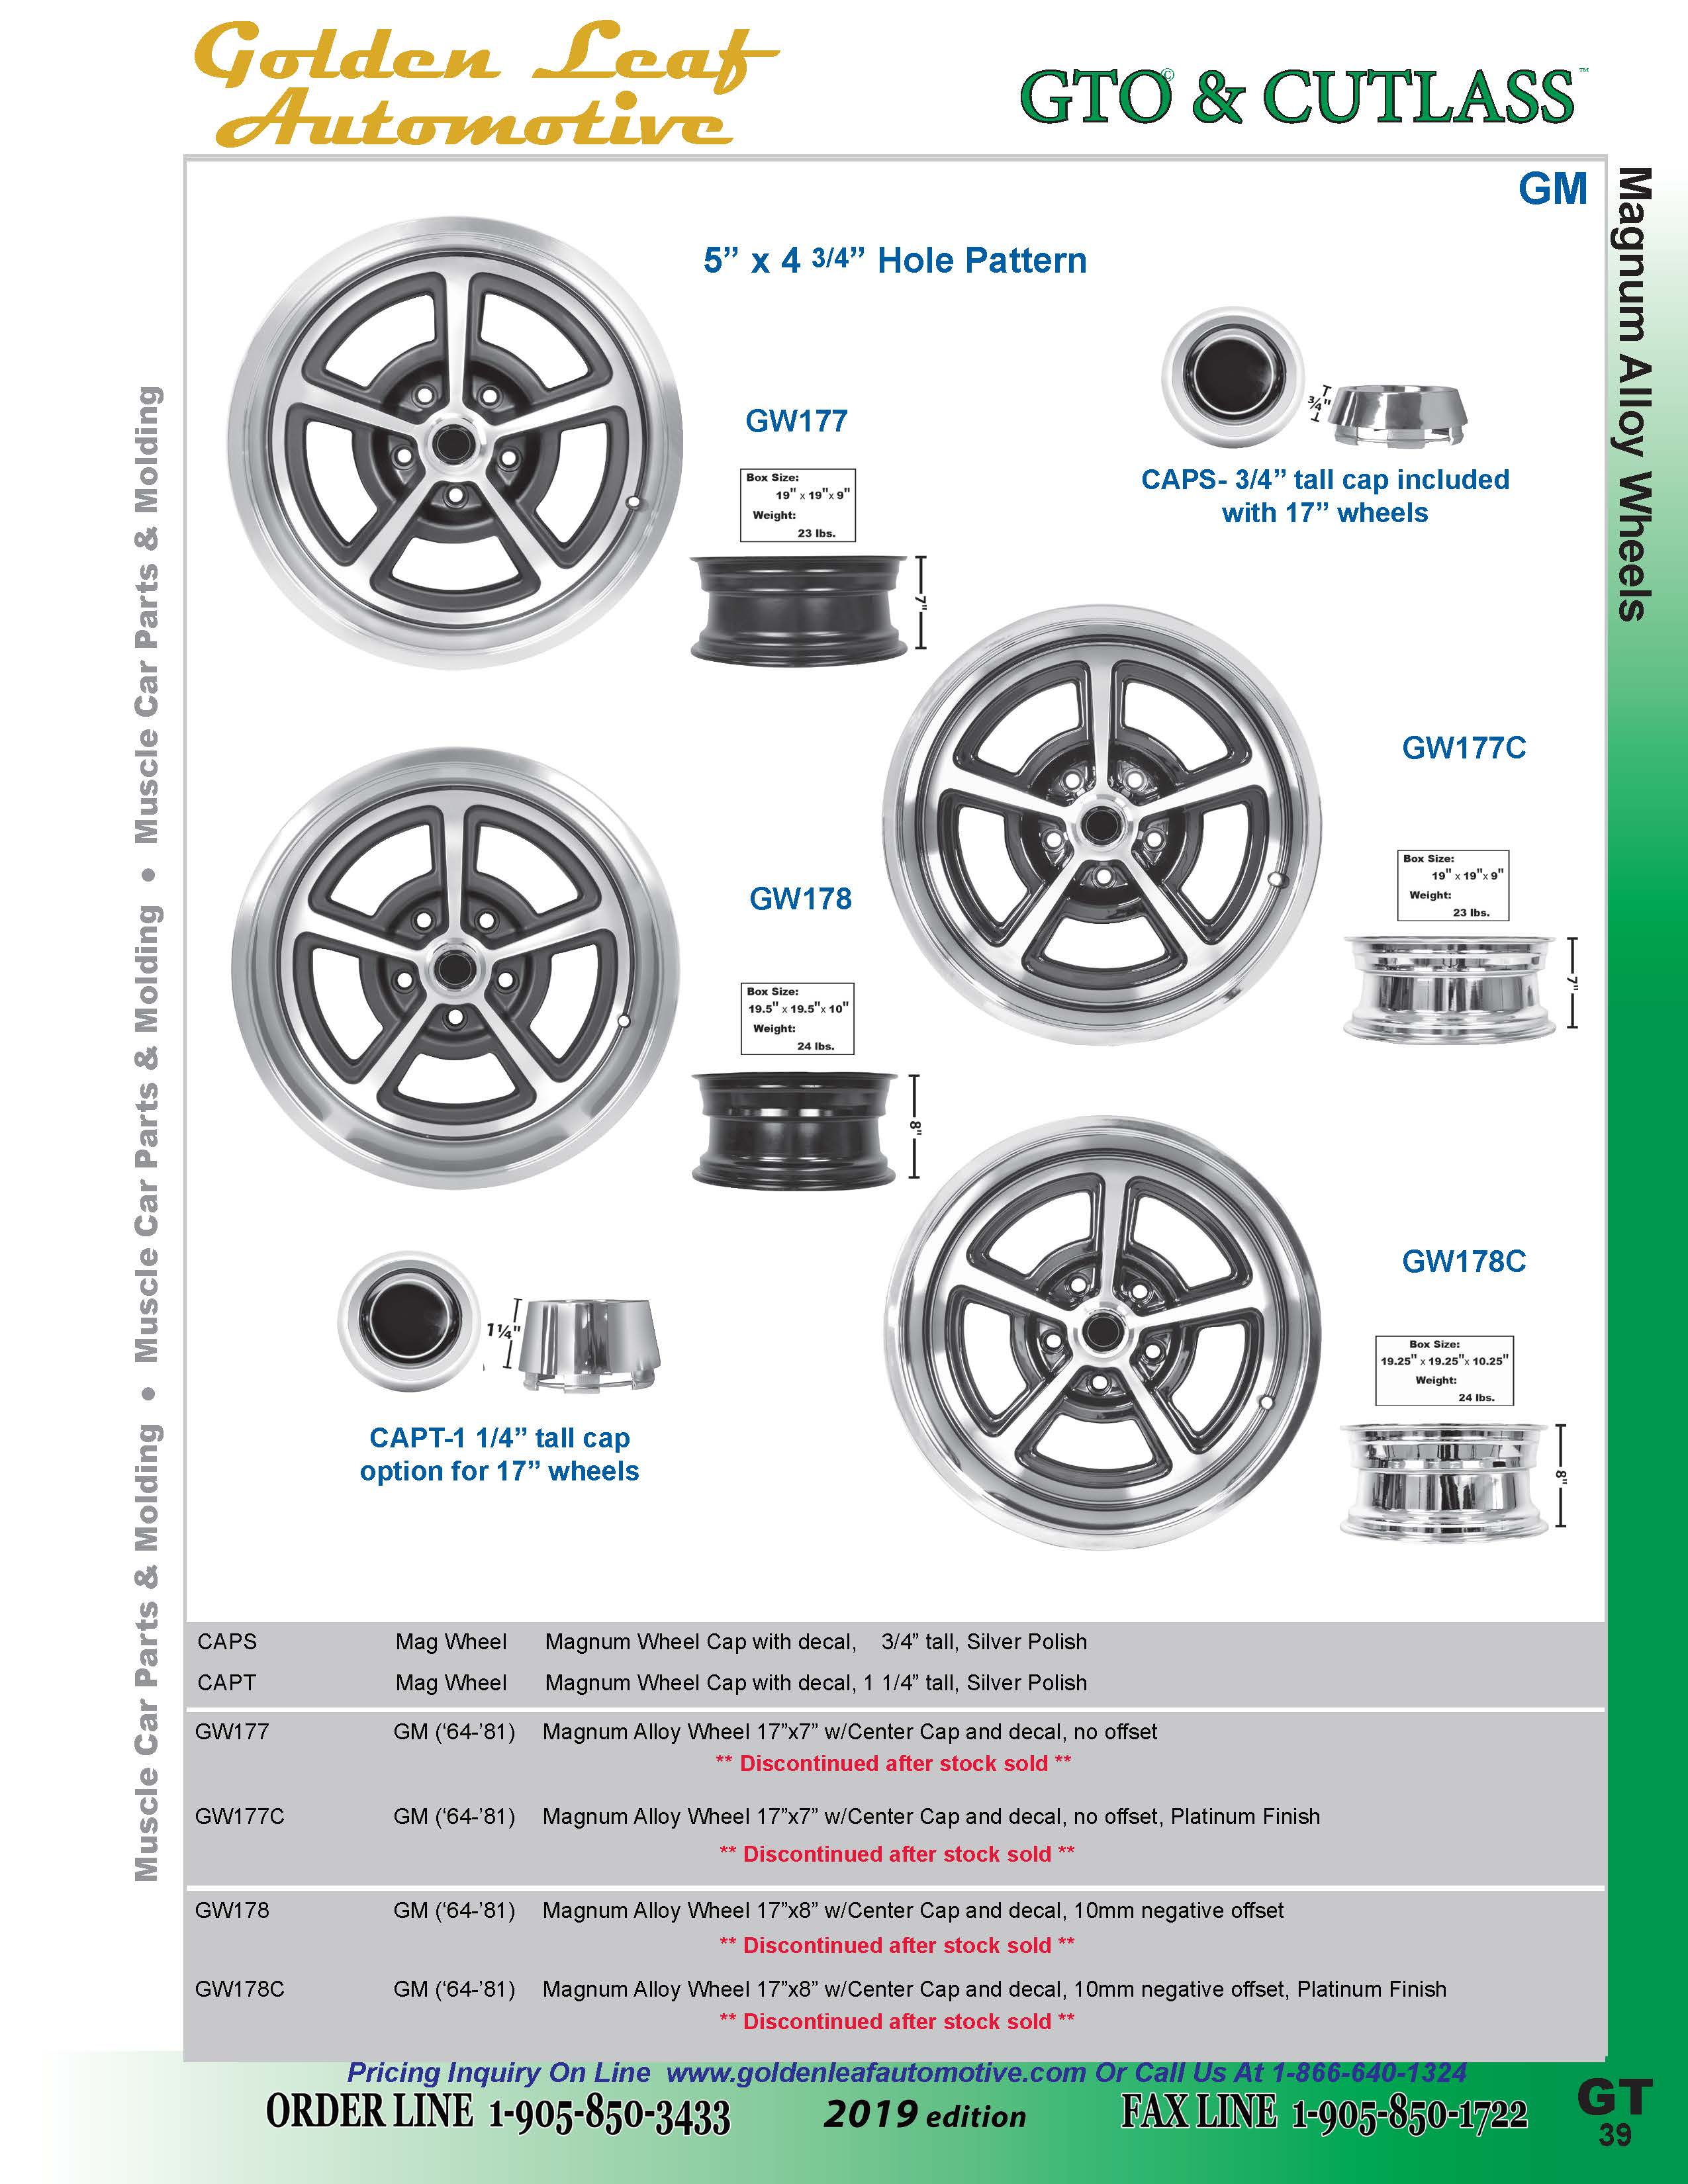 Golden Leaf
Automotive
GTO© & CUTLASS™
GM
Magnum Alloy Wheels
Muscle Car Parts & Molding • Muscle Car Parts & Molding • Muscle Car Parts & Molding
5” x 4 3/4” Hole Pattern
GW177
Box Size:
19" x 19"x 9"
Weight:
23 lbs.
7"
3/4"
CAPS- 3/4” tall cap included
with 17” wheels
GW177C
Box Size:
19" x 19"x 9"
Weight:
23 lbs.
7"
GW178
Box Size:
19.5" x 19.5"x 10"
Weight:
24 lbs.
8"
GW178C
Box Size:
19.25" x 19.25"x 10.25"
Weight:
24 lbs.
8"
1¼"
CAPT-1 1/4” tall cap
option for 17” wheels
CAPS Mag Wheel Magnum Wheel Cap with decal, 3/4” tall, Silver Polish
CAPT Mag Wheel Magnum Wheel Cap with decal, 1 1/4” tall, Silver Polish
GW177 GM (‘64-’81) Magnum Alloy Wheel 17”x7” w/Center Cap and decal, no offset
** Discontinued after stock sold **
GW177C GM (‘64-’81) Magnum Alloy Wheel 17”x7” w/Center Cap and decal, no offset, Platinum Finish
** Discontinued after stock sold **
GW178 GM (‘64-’81) Magnum Alloy Wheel 17”x8” w/Center Cap and decal, 10mm negative offset
** Discontinued after stock sold **
GW178C GM (‘64-’81) Magnum Alloy Wheel 17”x8” w/Center Cap and decal, 10mm negative offset, Platinum Finish
** Discontinued after stock sold **
Pricing Inquiry On Line www.goldenleafautomotive.com Or Call Us At 1-866-640-1324
ORDER LINE 1-905-850-3433 2019 edition FAX LINE 1-905-850-1722
GT
39